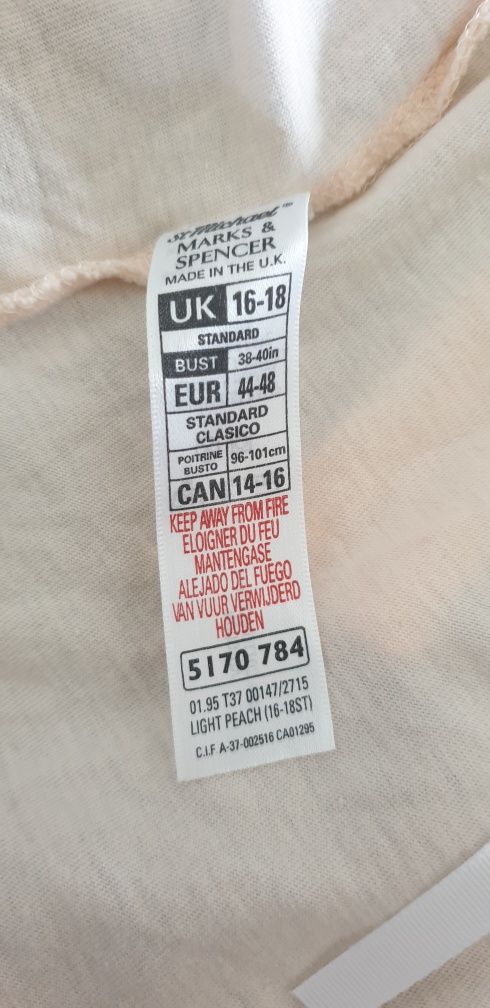 St Michael™
MARKS &
SPENCER
MADE IN THE U.K.
UK 16-18
STANDARD
BUST 38-40in
EUR 44-48
STANDARD
CLASICO
POITRINE
BUSTO 96-101cm
CAN 14-16
KEEP AWAY FROM FIRE
ELOIGNER DU FEU
MANTENGASE
ALEJADO DEL FUEGO
VAN VUUR VERWIJDERD
HOUDEN
5170 784
01.95 T37 00147/2715
LIGHT PEACH (16-18ST)
C.I.F A-37-002516 CA01295